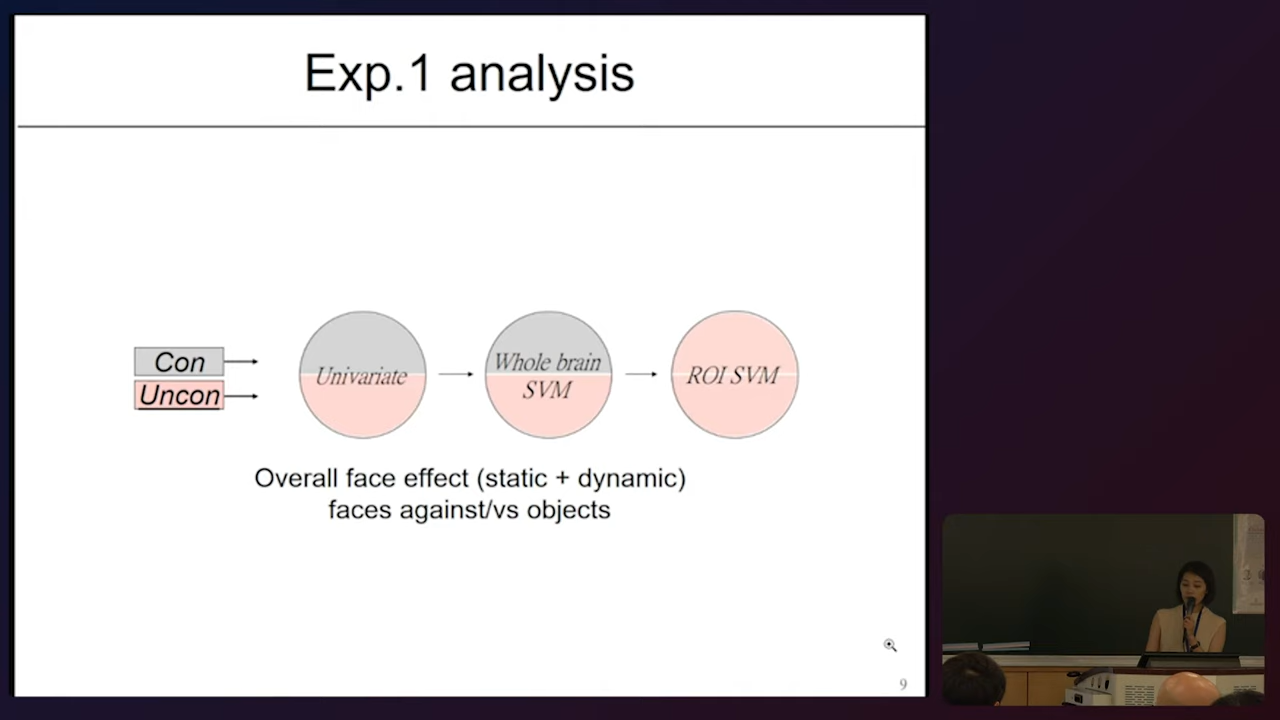 Exp.1 analysis
Con
Uncon
Univariate
Whole brain
SVM
ROI SVM
Overall face effect (static + dynamic)
faces against/vs objects
9